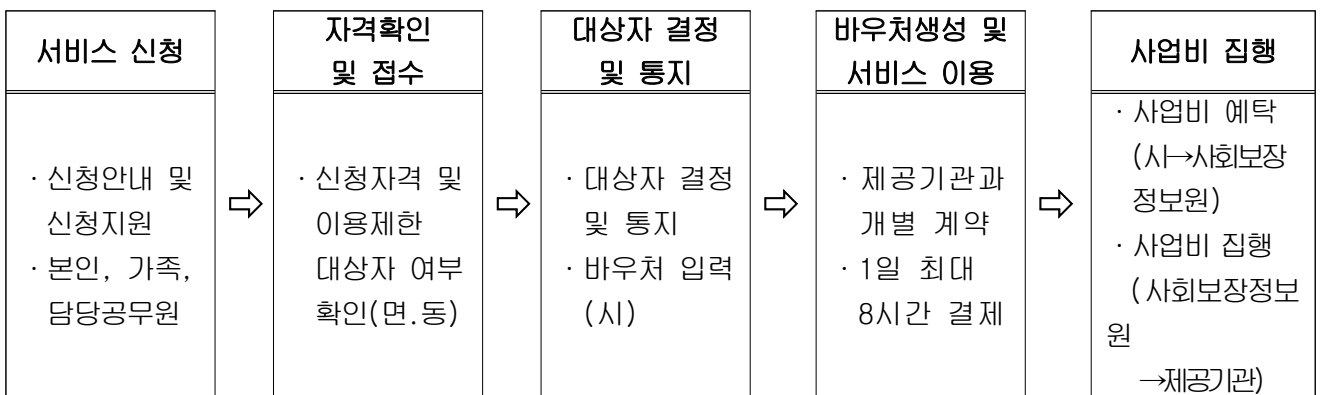 서비스 신청
· 신청안내 및
신청지원
· 본인, 가족,
담당공무원
⇨
자격확인
및 접수
· 신청자격 및
이용제한
대상자 여부
확인(면.동)
⇨
대상자 결정
및 통지
· 대상자 결정
및 통지
· 바우처 입력
(시)
⇨
바우처생성 및
서비스 이용
· 제공기관과
개별 계약
· 1일 최대
8시간 결제
⇨
사업비 집행
· 사업비 예탁
(시→사회보장
정보원)
· 사업비 집행
(사회보장정보
원
→제공기관)